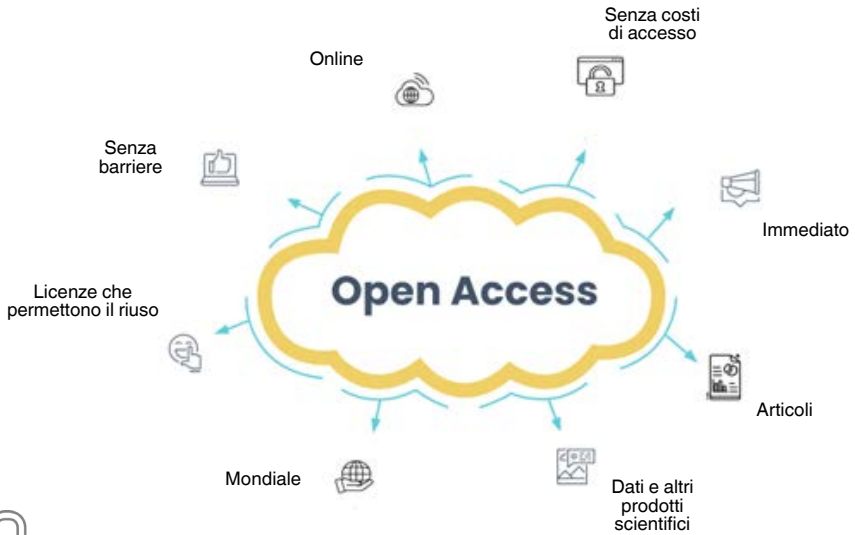 Senza costi
di accesso
Online
Senza
barriere
Immediato
Open Access
Licenze che
permettono il riuso
Articoli
Mondiale
Dati e altri
prodotti
scientifici